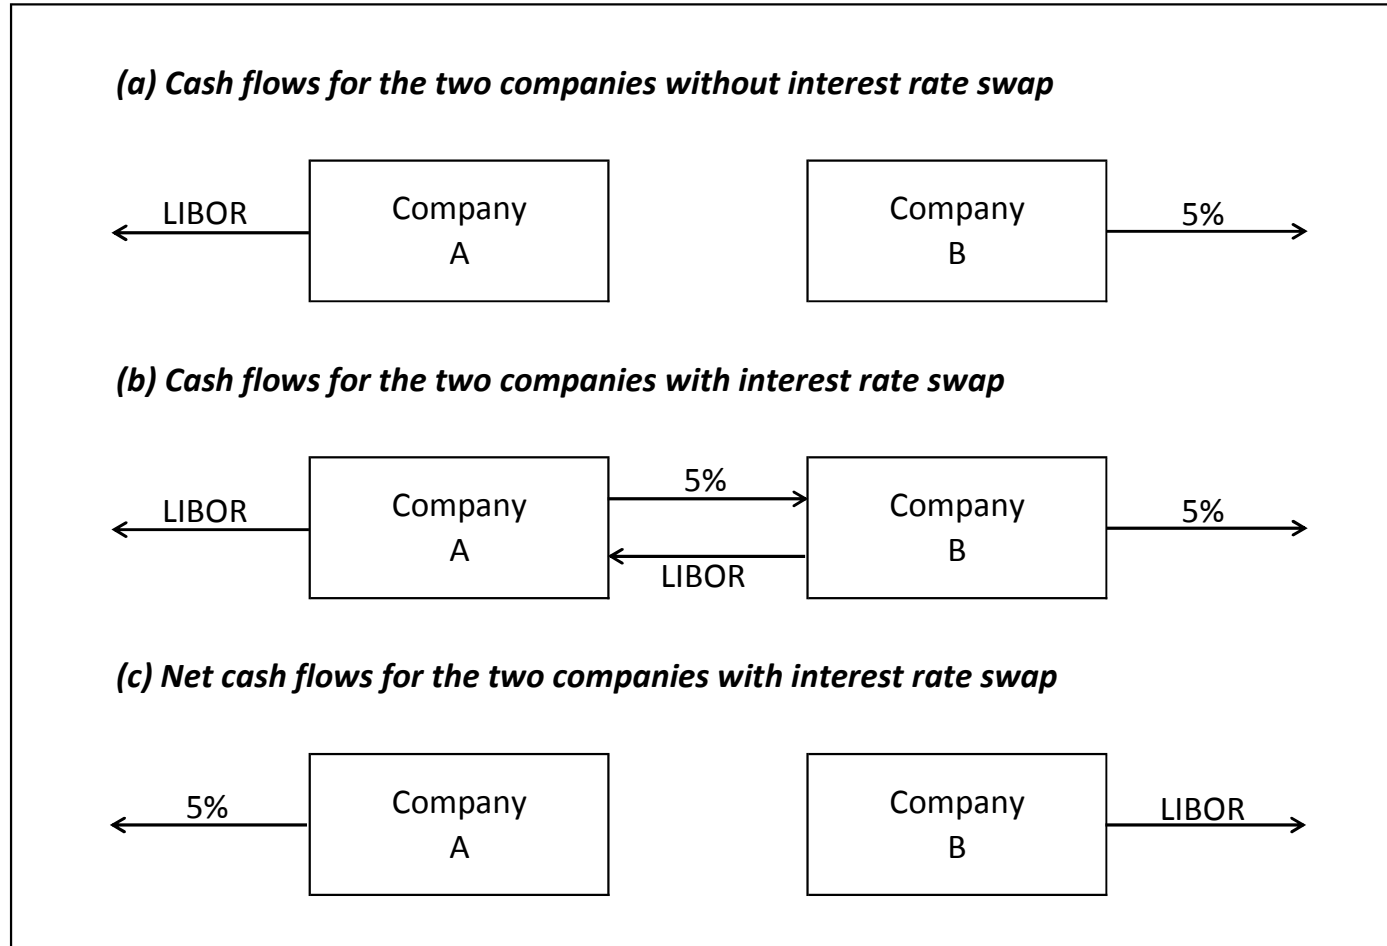 (a) Cash flows for the two companies without interest rate swap
LIBOR
Company
A
Company
B
5%
(b) Cash flows for the two companies with interest rate swap
LIBOR
Company
A
5%
LIBOR
Company
B
5%
(c) Net cash flows for the two companies with interest rate swap
5%
Company
A
Company
B
LIBOR